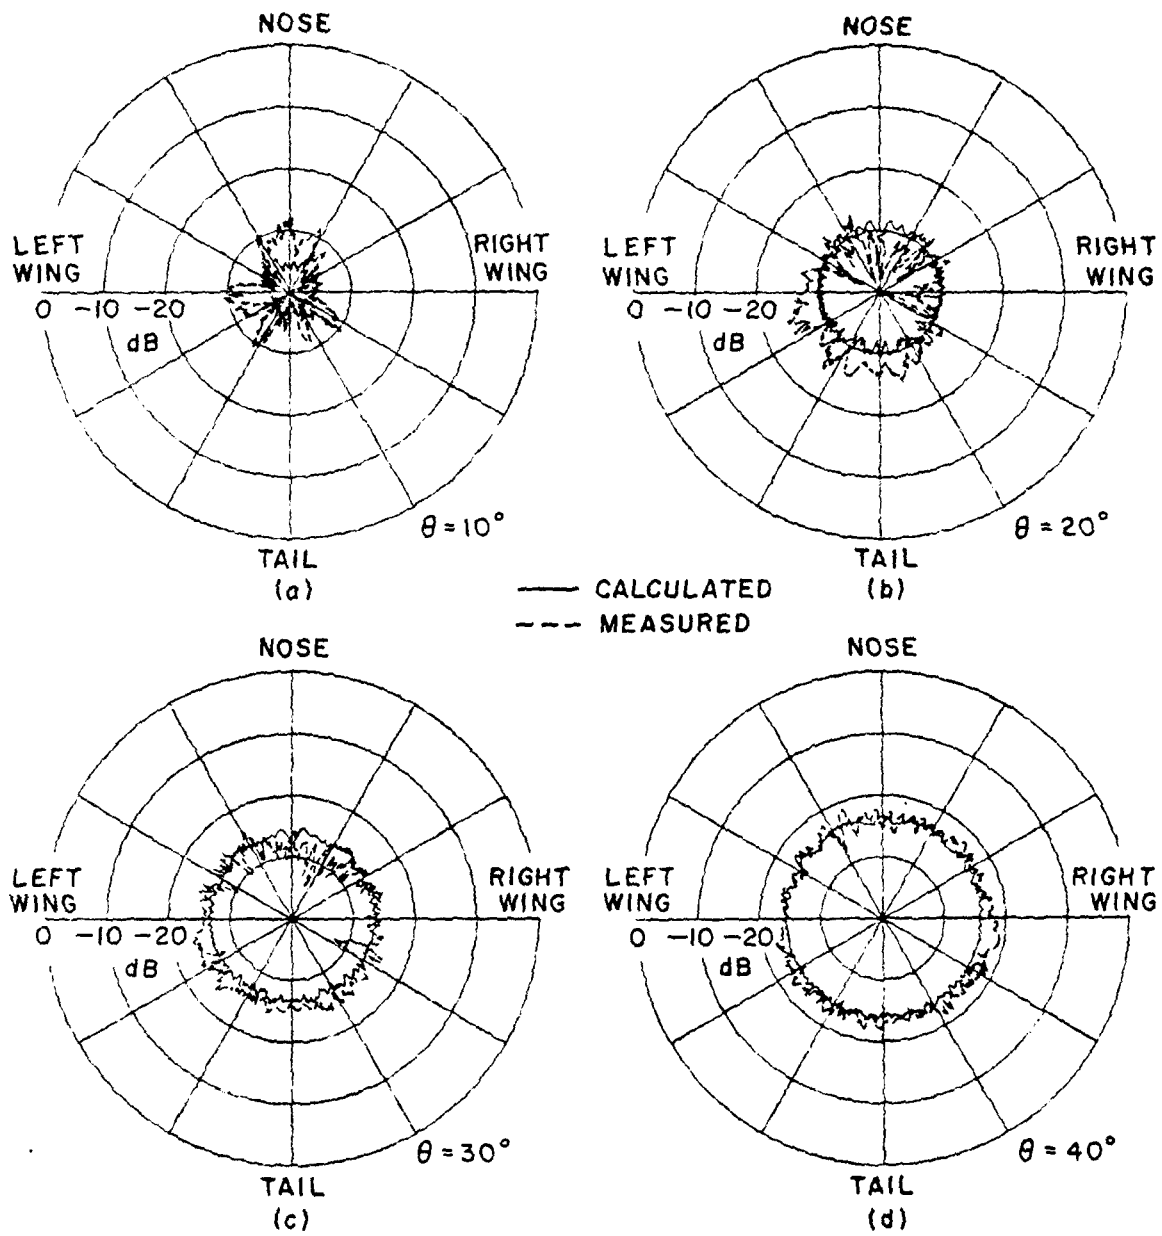 NOSE
LEFT WING
RIGHT WING
0 -10 -20
dB
θ = 10°
TAIL
(a)
NOSE
LEFT WING
RIGHT WING
0 -10 -20
dB
θ = 20°
TAIL
(b)
CALCULATED
MEASURED
NOSE
LEFT WING
RIGHT WING
0 -10 -20
dB
θ = 30°
TAIL
(c)
NOSE
LEFT WING
RIGHT WING
0 -10 -20
dB
θ = 40°
TAIL
(d)